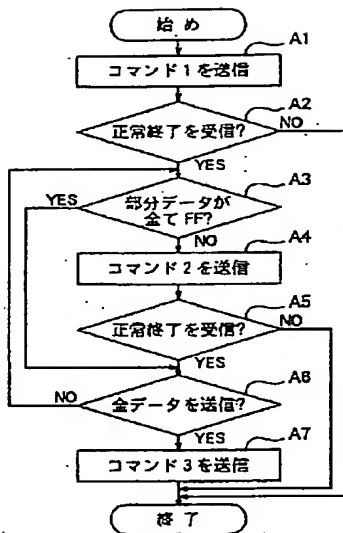 始め
A1
コマンド1を送信
A2
正常終了を受信?
NO
YES
A3
YES
部分データが
全てFF?
NO
A4
コマンド2を送信
A5
正常終了を受信?
NO
YES
A6
NO
全データを送信?
YES
A7
コマンド3を送信
終了